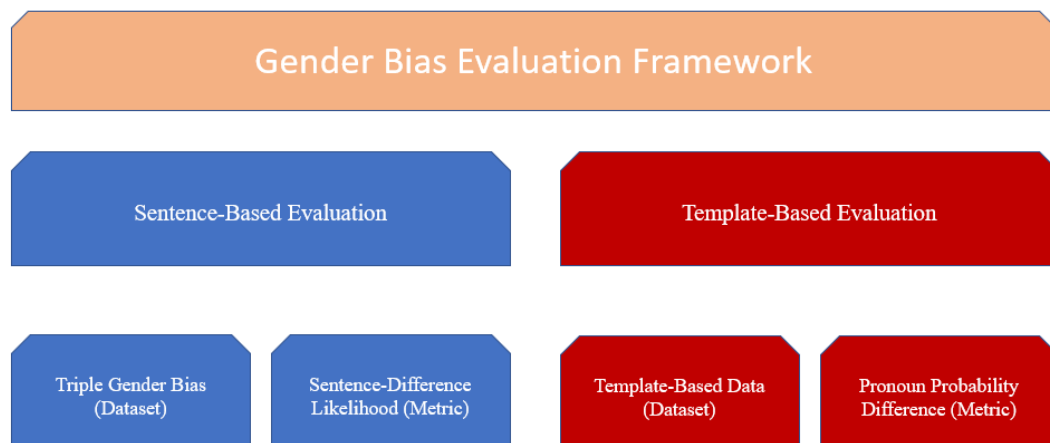 Gender Bias Evaluation Framework
Sentence-Based Evaluation
Template-Based Evaluation
Triple Gender Bias
(Dataset)
Sentence-Difference
Likelihood (Metric)
Template-Based Data
(Dataset)
Pronoun Probability
Difference (Metric)